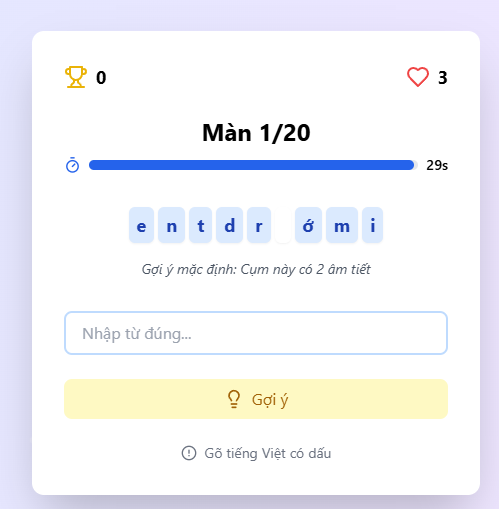 0 3
Màn 1/20
29s
e n t d r ớ m i
Gợi ý mặc định: Cụm này có 2 âm tiết
Nhập từ đúng...
Gợi ý
Gõ tiếng Việt có dấu